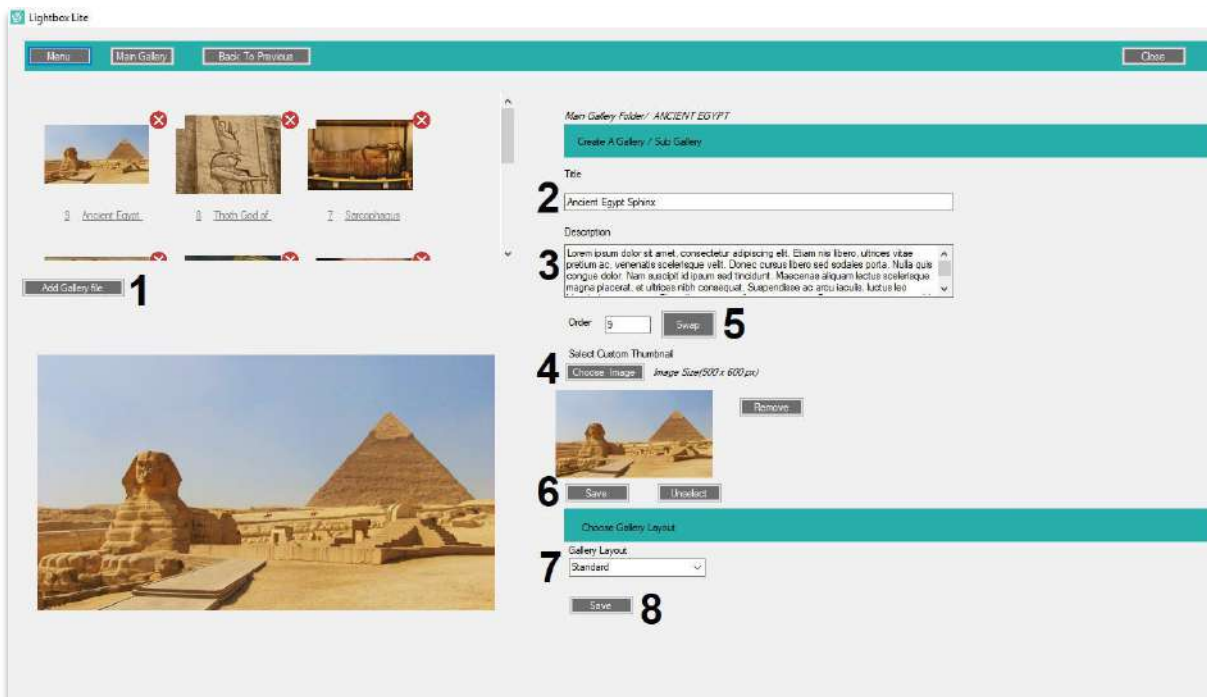 Lightbox Lite
Menu
Main Gallery
Back To Previous
Close
9 Ancient Egypt
8 Thoth God of
7 Sarcophagus
Add Gallery file
1
Main Gallery Folder/ ANCIENT EGYPT
Create A Gallery / Sub Gallery
Title
2
Ancient Egypt Sphinx
Description
3
Lorem ipsum dolor sit amet, consectetur adipiscing elit. Etiam nis libero, ultrices vitae
pretium ac, venenatis scelerisque velit. Donec cursus libero sed sodales porta. Nulla quis
congue dolor. Nam suscipit id ipsum sed tincidunt. Maecenas aliquam lectus scelerisque
magna placerat, et ultrices nibh consequat. Suspendisse ac arcu iaculis, luctus leo
Order
9
Swap
5
Select Custom Thumbnail
4
Choose Image
Image Size(500 x 600 px)
Remove
6
Save
Unselect
Choose Gallery Layout
Gallery Layout
7
Standard
Save
8